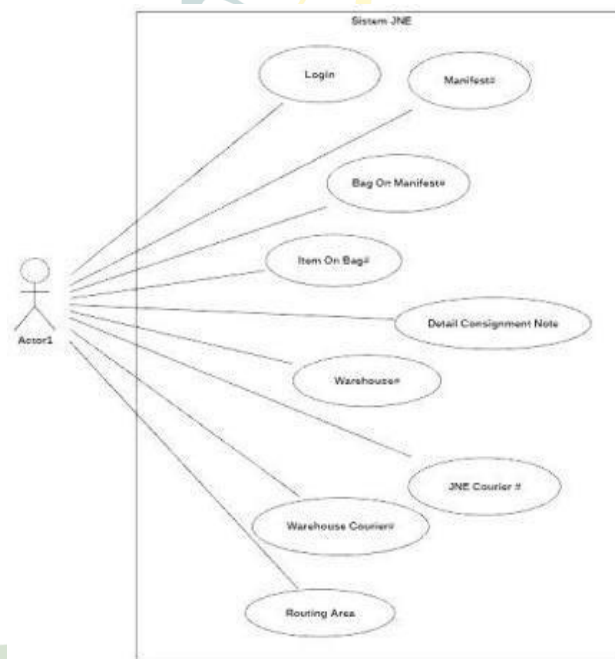 Sistem JNE
Login
Manifest#
Bag On Manifest#
Item On Bag#
Detail Consignment Note
Actor1
Warehouse#
JNE Courier #
Warehouse Courier#
Routing Area